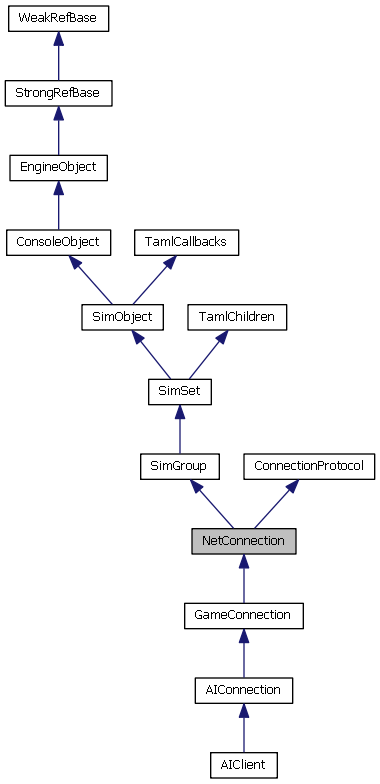 WeakRefBase
StrongRefBase
EngineObject
ConsoleObject
TamlCallbacks
SimObject
TamlChildren
SimSet
SimGroup
ConnectionProtocol
NetConnection
GameConnection
AIConnection
AIClient